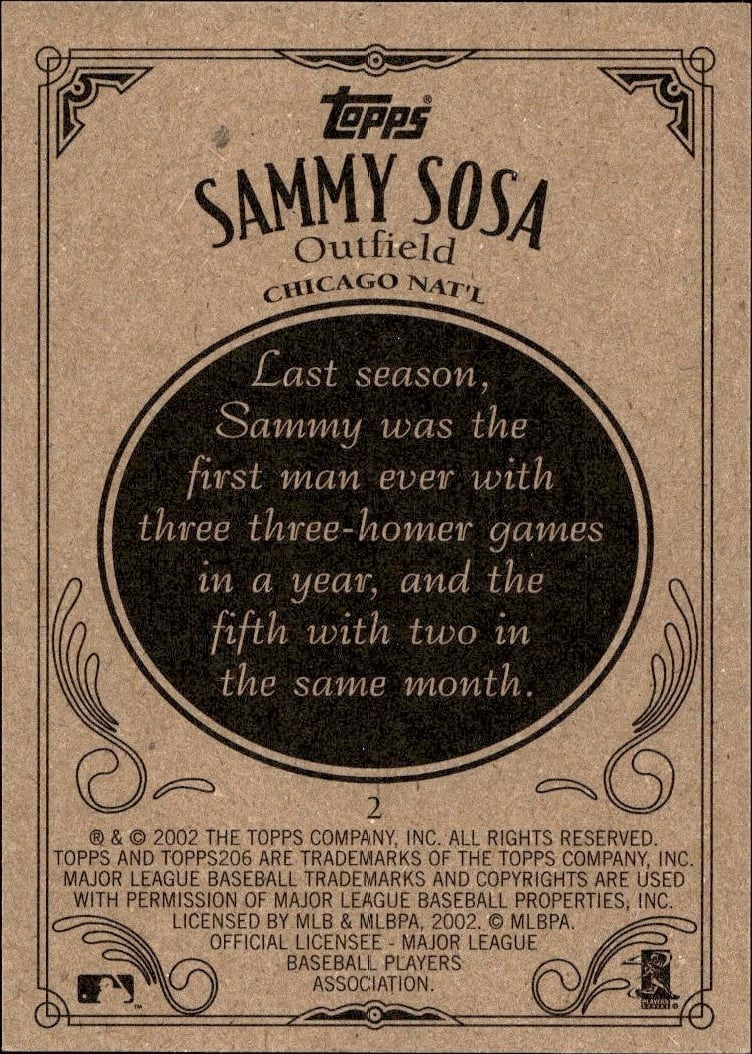 topps®
SAMMY SOSA
Outfield
CHICAGO NAT'L
Last season,
Sammy was the
first man ever with
three three-homer games
in a year, and the
fifth with two in
the same month.
2
® & © 2002 THE TOPPS COMPANY, INC. ALL RIGHTS RESERVED.
TOPPS AND TOPPS206 ARE TRADEMARKS OF THE TOPPS COMPANY, INC.
MAJOR LEAGUE BASEBALL TRADEMARKS AND COPYRIGHTS ARE USED
WITH PERMISSION OF MAJOR LEAGUE BASEBALL PROPERTIES, INC.
LICENSED BY MLB & MLBPA, 2002. © MLBPA.
OFFICIAL LICENSEE - MAJOR LEAGUE
BASEBALL PLAYERS
ASSOCIATION.
™
PLAYERS
CHOICE ®